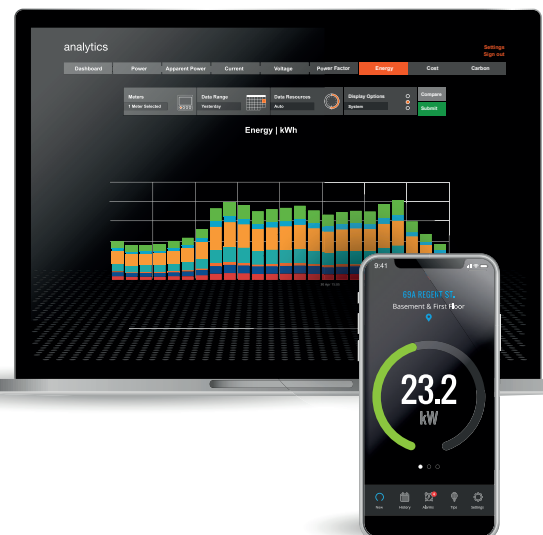 analytics
Settings
Sign out
Dashboard Power Apparent Power Current Voltage Power Factor Energy Cost Carbon
Meters Data Range Data Resources Display Options Compare
1 Meter Selected Yesterday Auto System Submit
Energy | kWh
9:41
Basement & First Floor
23.2
kW
Now History Alarms Tips Settings